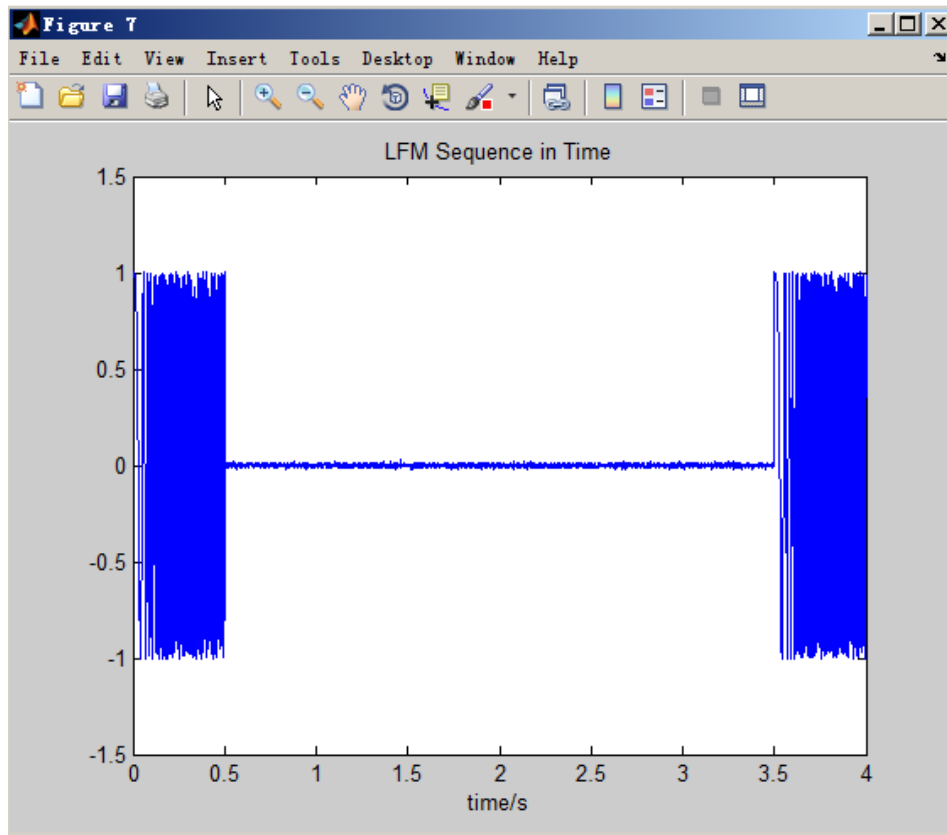 Figure 7
File Edit View Insert Tools Desktop Window Help
LFM Sequence in Time
1.5
1
0.5
0
-0.5
-1
-1.5
0 0.5 1 1.5 2 2.5 3 3.5 4
time/s